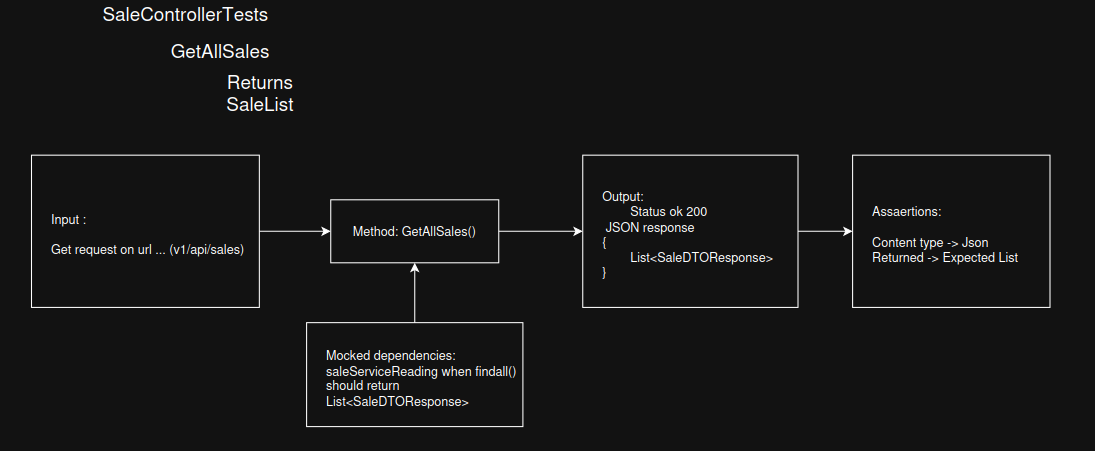 SaleControllerTests
GetAllSales
Returns
SaleList
Input :
Get request on url ... (v1/api/sales)
Method: GetAllSales()
Mocked dependencies:
saleServiceReading when findall()
should return
List<SaleDTOResponse>
Output:
Status ok 200
JSON response
{
List<SaleDTOResponse>
}
Assaertions:
Content type -> Json
Returned -> Expected List